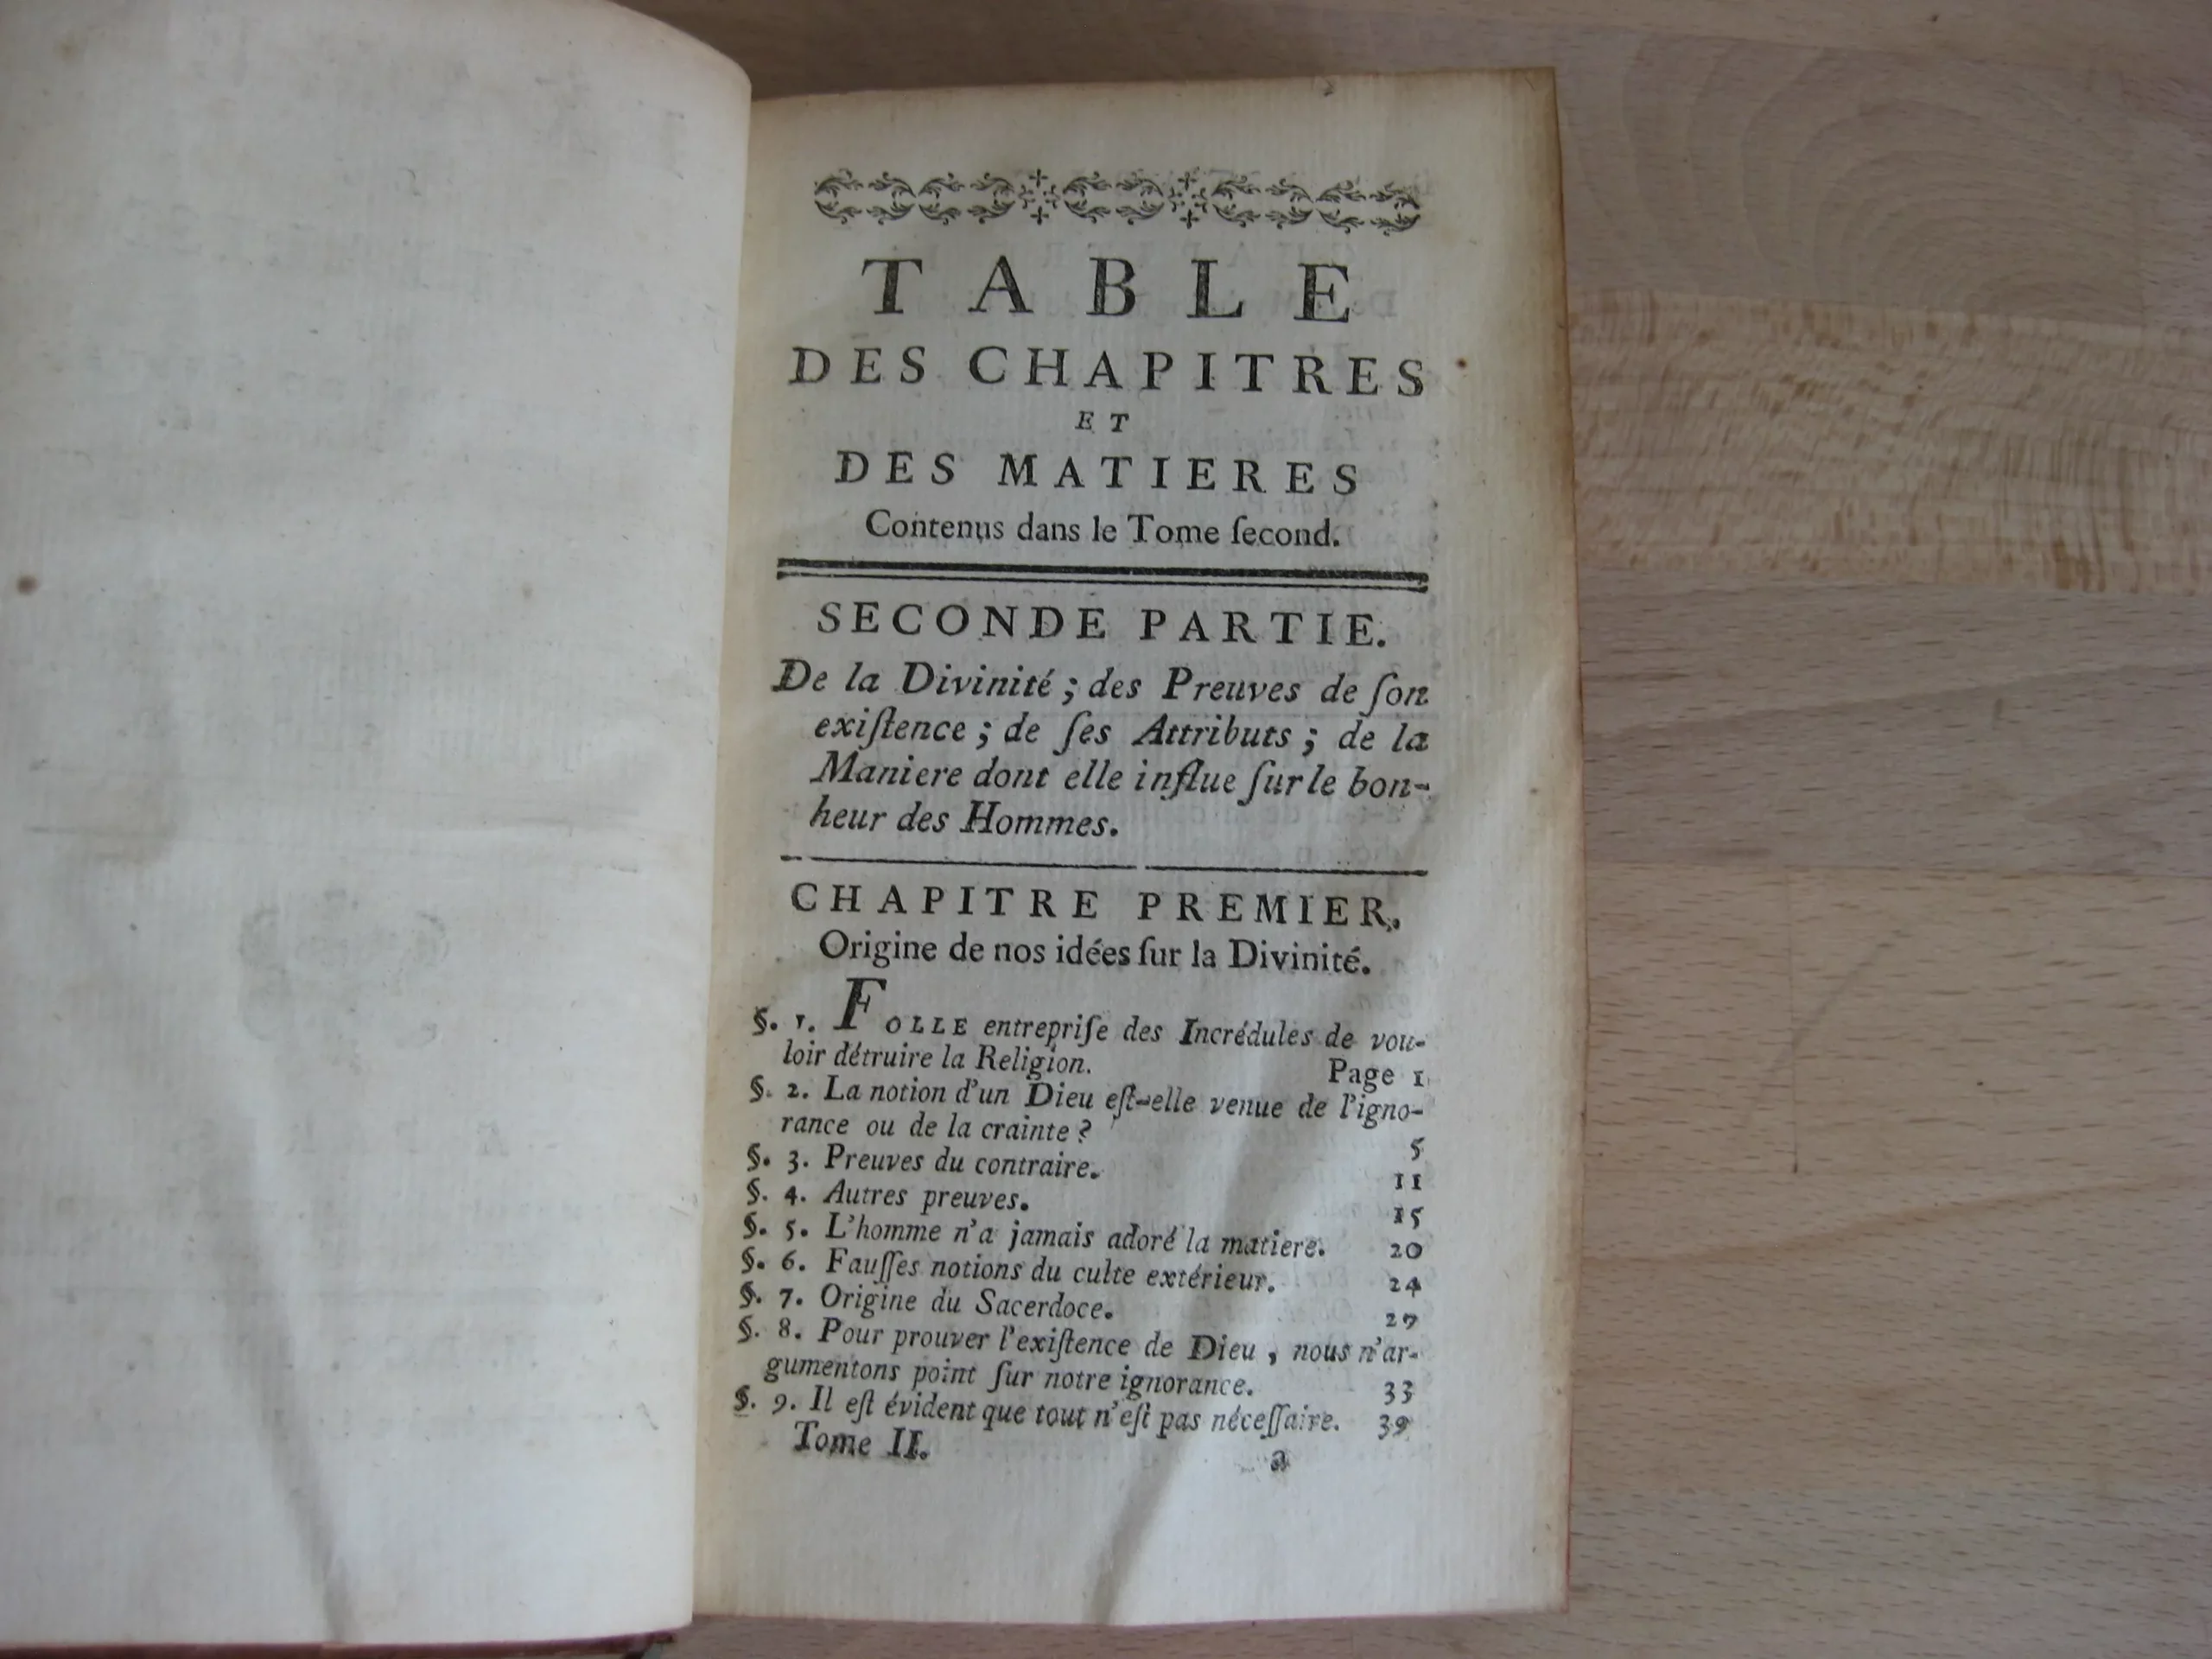 TABLE
DES CHAPITRES
ET
DES MATIERES
Contenus dans le Tome ſecond.
SECONDE PARTIE.
De la Divinité ; des Preuves de ſon
exiſtence ; de ſes Attributs ; de la
Maniere dont elle influe ſur le bon-
heur des Hommes.
CHAPITRE PREMIER.
Origine de nos idées ſur la Divinité.
§. 1. FOLLE entrepriſe des Incrédules de vou-
loir détruire la Religion. Page 1
§. 2. La notion d'un Dieu eſt-elle venue de l'igno-
rance ou de la crainte ? 5
§. 3. Preuves du contraire. 11
§. 4. Autres preuves. 15
§. 5. L'homme n'a jamais adoré la matiere. 20
§. 6. Fauſſes notions du culte extérieur. 24
§. 7. Origine du Sacerdoce. 27
§. 8. Pour prouver l'exiſtence de Dieu , nous n'ar-
gumentons point ſur notre ignorance. 33
§. 9. Il eſt évident que tout n'eſt pas néceſſaire. 39
Tome II. a